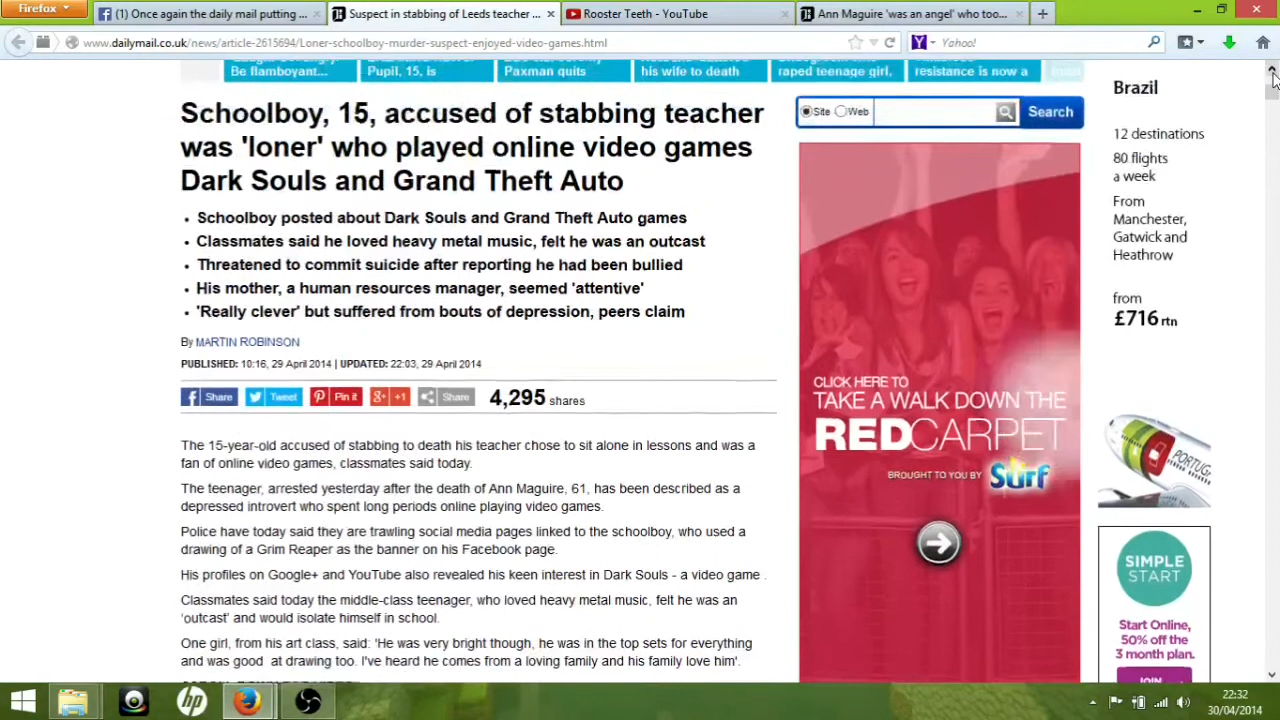 Firefox
(1) Once again the daily mail putting ...
Suspect in stabbing of Leeds teacher ...
Rooster Teeth - YouTube
Ann Maguire 'was an angel' who too...
www.dailymail.co.uk/news/article-2615694/Loner-schoolboy-murder-suspect-enjoyed-video-games.html
Yahoo!
Be flamboyant...
Pupil, 15, is
Paxman quits
his wife to death
raped teenage girl,
resistance is now a
Schoolboy, 15, accused of stabbing teacher
was 'loner' who played online video games
Dark Souls and Grand Theft Auto
Schoolboy posted about Dark Souls and Grand Theft Auto games
Classmates said he loved heavy metal music, felt he was an outcast
Threatened to commit suicide after reporting he had been bullied
His mother, a human resources manager, seemed 'attentive'
'Really clever' but suffered from bouts of depression, peers claim
By MARTIN ROBINSON
PUBLISHED: 10:16, 29 April 2014 | UPDATED: 22:03, 29 April 2014
Share
Tweet
Pin it
+1
Share
4,295 shares
The 15-year-old accused of stabbing to death his teacher chose to sit alone in lessons and was a
fan of online video games, classmates said today.
The teenager, arrested yesterday after the death of Ann Maguire, 61, has been described as a
depressed introvert who spent long periods online playing video games.
Police have today said they are trawling social media pages linked to the schoolboy, who used a
drawing of a Grim Reaper as the banner on his Facebook page.
His profiles on Google+ and YouTube also revealed his keen interest in Dark Souls - a video game .
Classmates said today the middle-class teenager, who loved heavy metal music, felt he was an
'outcast' and would isolate himself in school.
One girl, from his art class, said: 'He was very bright though, he was in the top sets for everything
and was good at drawing too. I've heard he comes from a loving family and his family love him'.
Site
Web
Search
CLICK HERE TO
TAKE A WALK DOWN THE
RED CARPET
BROUGHT TO YOU BY Surf
Brazil
12 destinations
80 flights
a week
From
Manchester,
Gatwick and
Heathrow
from
£716 rtn
PORTUG
SIMPLE
START
Start Online,
50% off the
3 month plan.
JOIN
hp
22:32
30/04/2014